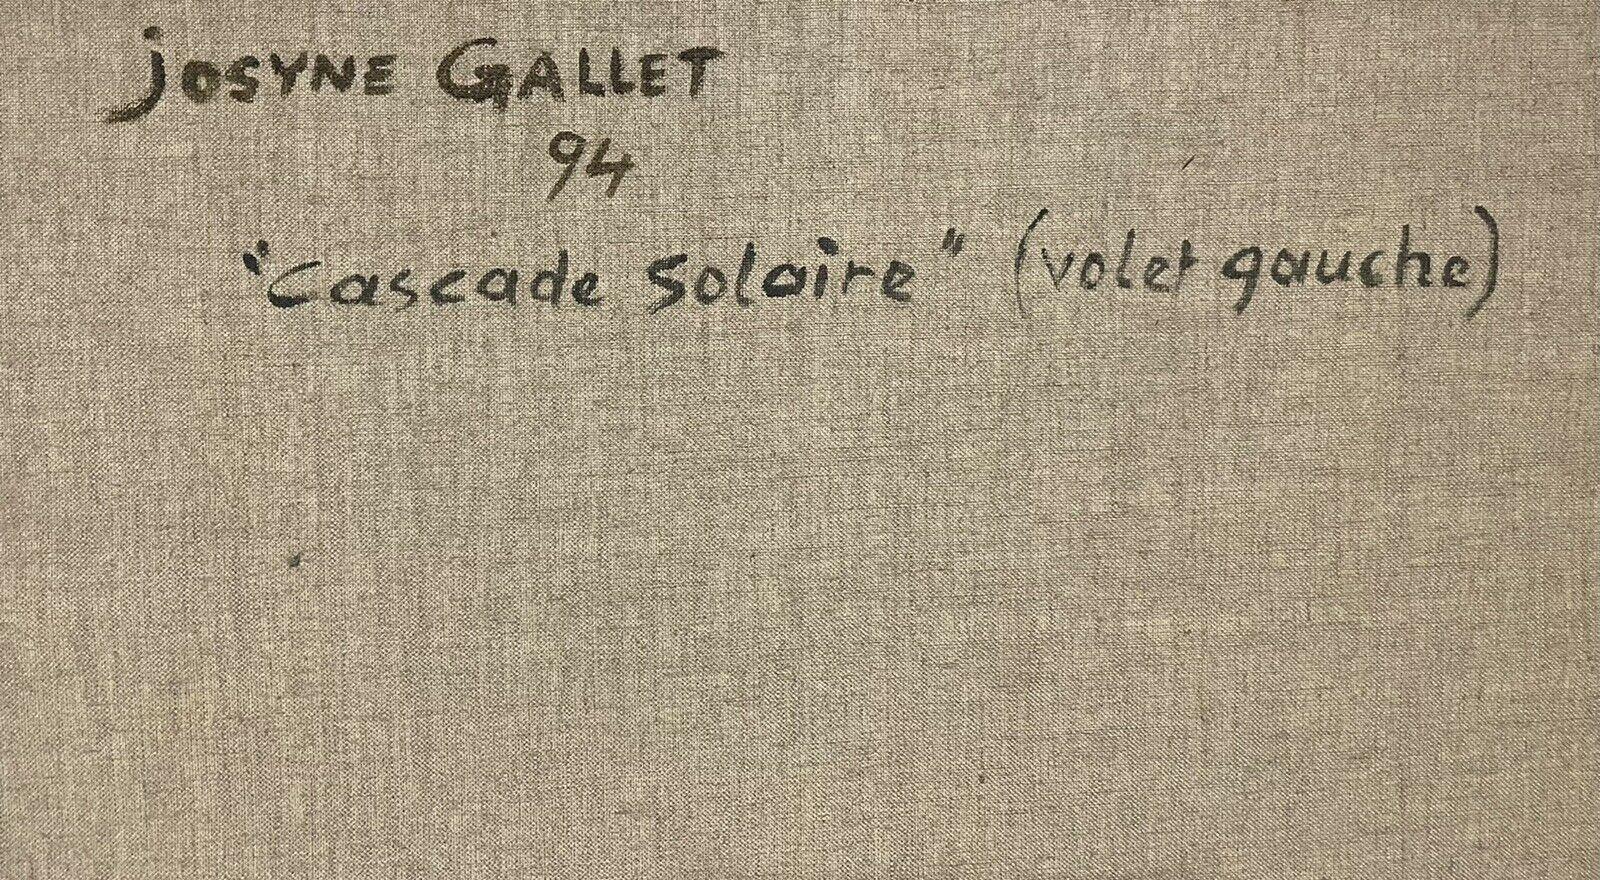 JOSYNE GALLET
94
"Cascade Solaire" (volet gauche)